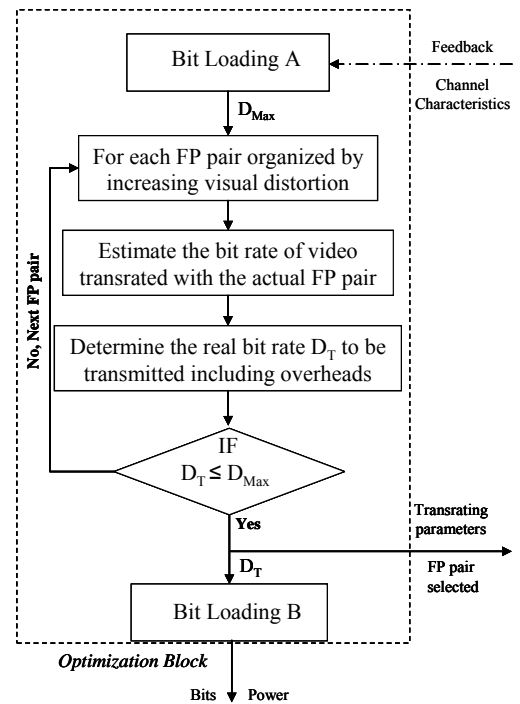 Bit Loading A
Feedback
Channel
Characteristics
D_Max
For each FP pair organized by
increasing visual distortion
Estimate the bit rate of video
transrated with the actual FP pair
No, Next FP pair
Determine the real bit rate D_T to be
transmitted including overheads
IF
D_T ≤ D_Max
Yes
Transrating
parameters
FP pair
selected
D_T
Bit Loading B
Optimization Block
Bits
Power